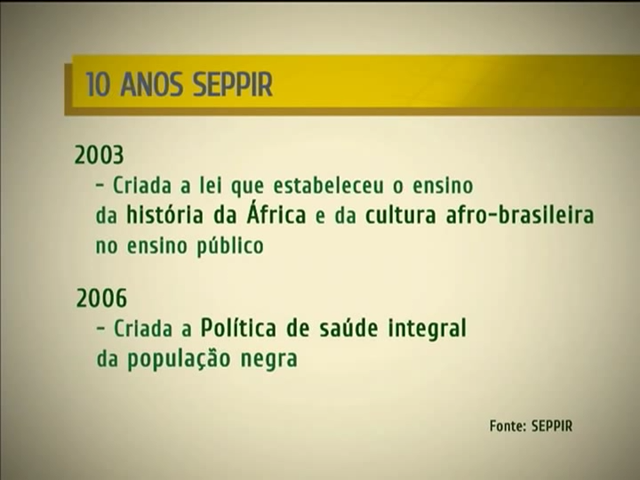 10 ANOS SEPPIR
2003
- Criada a lei que estabeleceu o ensino
da história da África e da cultura afro-brasileira
no ensino público
2006
- Criada a Política de saúde integral
da população negra
Fonte: SEPPIR